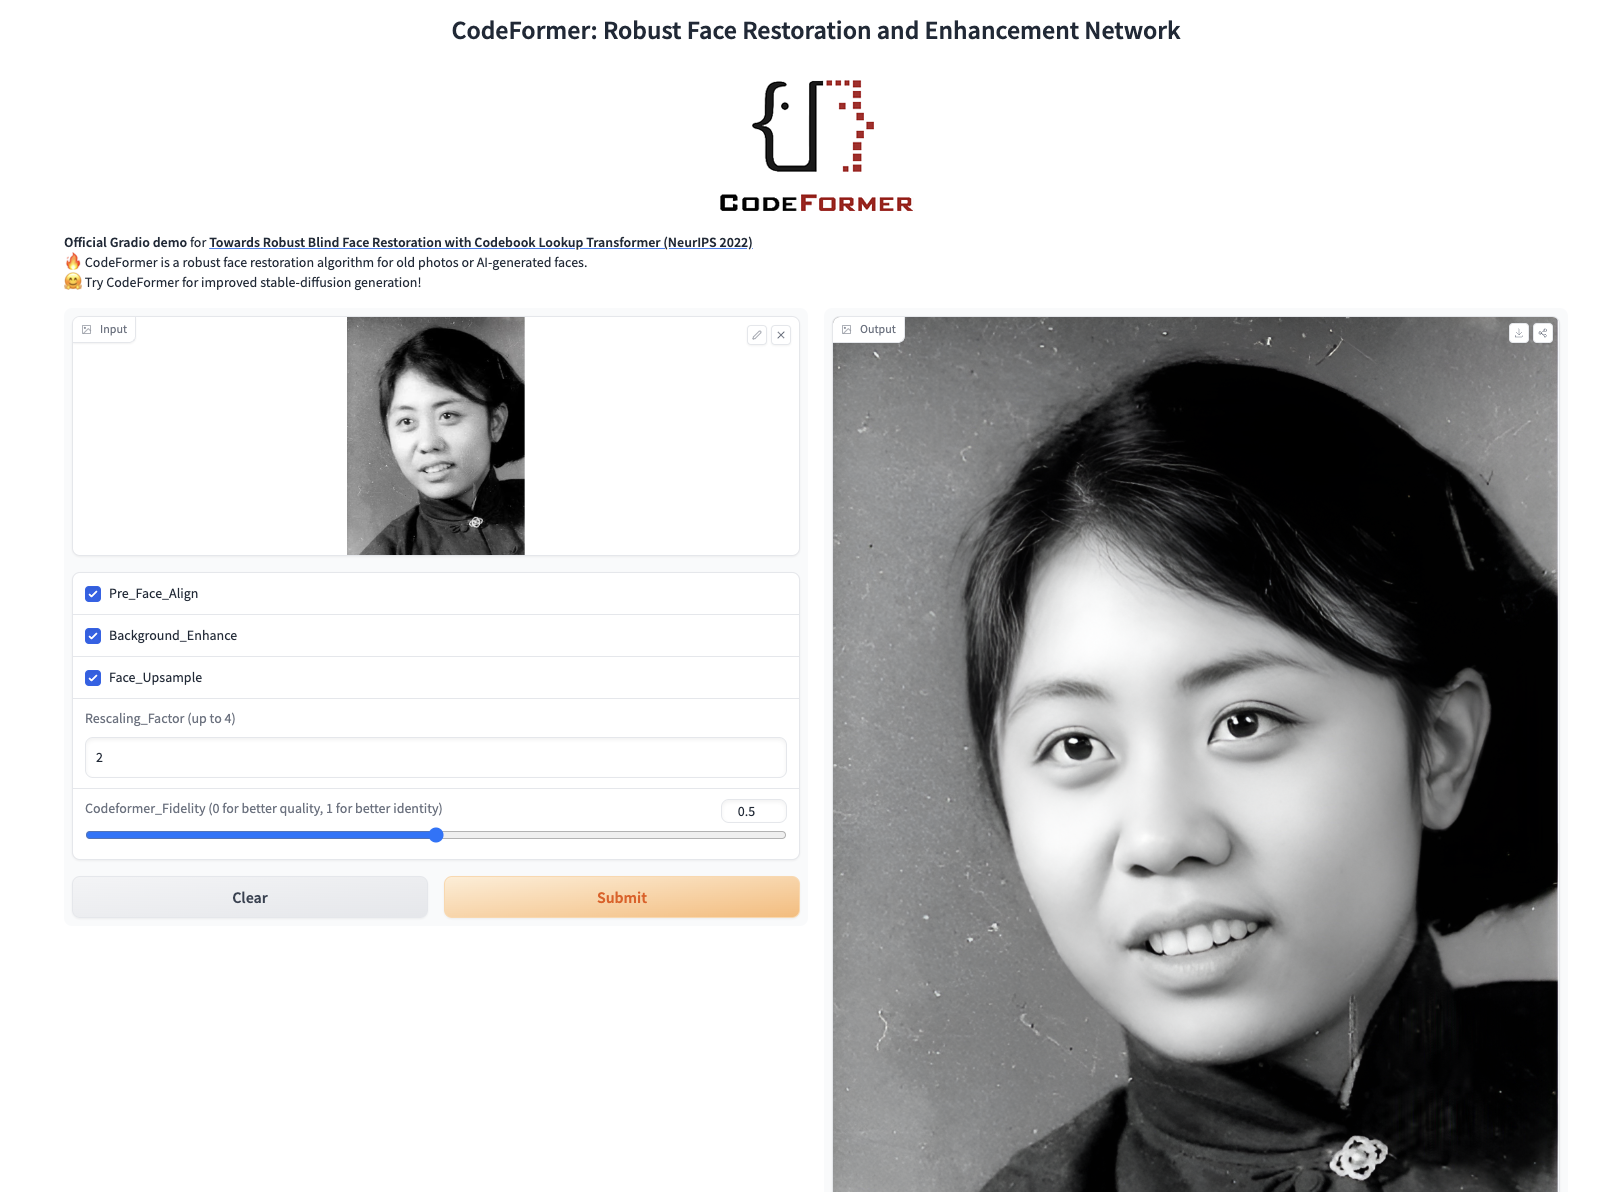 CodeFormer: Robust Face Restoration and Enhancement Network
CODEFORMER
Official Gradio demo for Towards Robust Blind Face Restoration with Codebook Lookup Transformer (NeurIPS 2022)
🔥 CodeFormer is a robust face restoration algorithm for old photos or AI-generated faces.
🤗 Try CodeFormer for improved stable-diffusion generation!
Input
Pre_Face_Align
Background_Enhance
Face_Upsample
Rescaling_Factor (up to 4)
2
Codeformer_Fidelity (0 for better quality, 1 for better identity)
0.5
Clear
Submit
Output